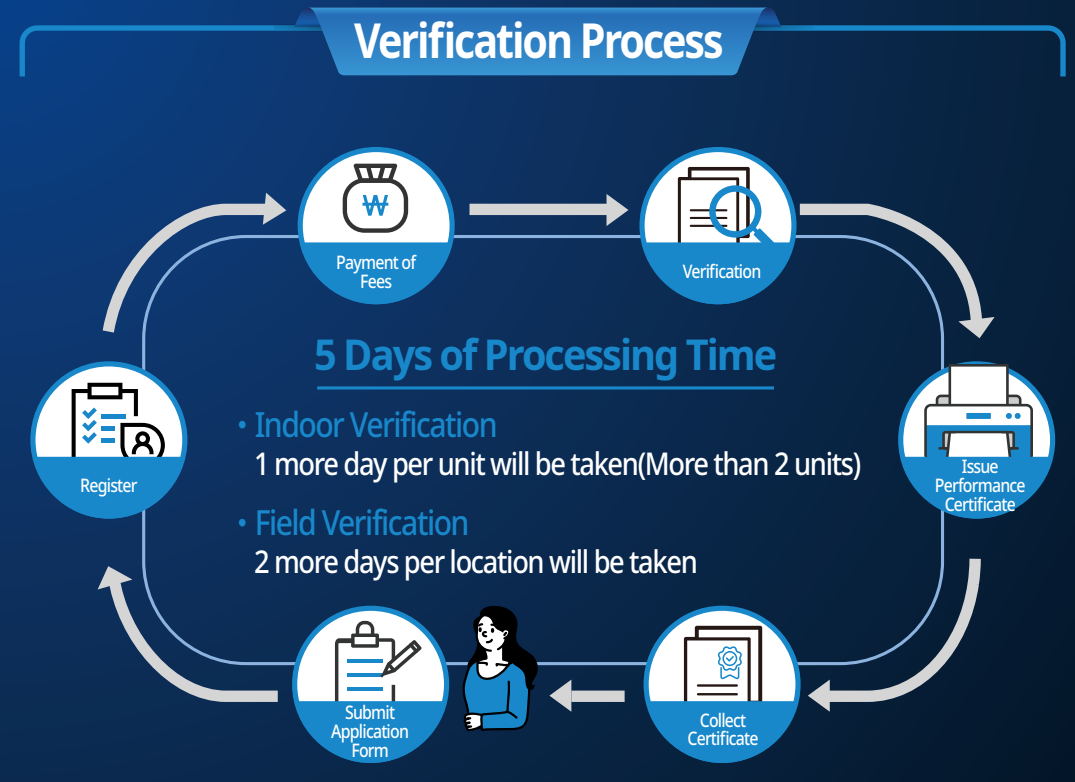 Verification Process
₩
Payment of
Fees
Verification
5 Days of Processing Time
• Indoor Verification
1 more day per unit will be taken(More than 2 units)
• Field Verification
2 more days per location will be taken
Register
Issue
Performance
Certificate
Submit
Application
Form
Collect
Certificate